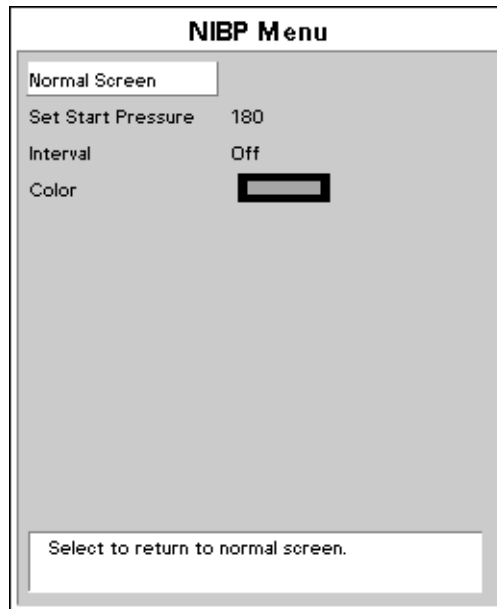 NIBP Menu
Normal Screen
Set Start Pressure 180
Interval Off
Color
Select to return to normal screen.